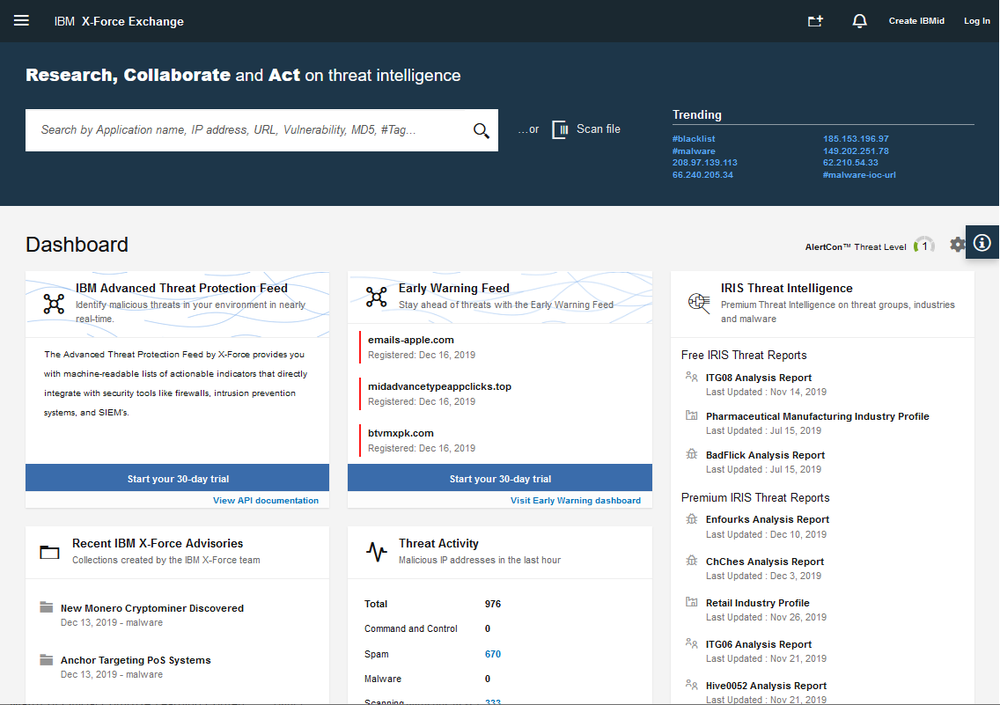 IBM X-Force Exchange
Create IBMid
Log In
Research, Collaborate and Act on threat intelligence
Search by Application name, IP address, URL, Vulnerability, MD5, #Tag...
...or
Scan file
Trending
#blacklist
185.153.196.97
#malware
149.202.251.78
208.97.139.113
62.210.54.33
66.240.205.34
#malware-ioc-url
Dashboard
AlertCon™ Threat Level
1
IBM Advanced Threat Protection Feed
Identify malicious threats in your environment in nearly
real-time.
The Advanced Threat Protection Feed by X-Force provides you
with machine-readable lists of actionable indicators that directly
integrate with security tools like firewalls, intrusion prevention
systems, and SIEM's.
Start your 30-day trial
View API documentation
Early Warning Feed
Stay ahead of threats with the Early Warning Feed
emails-apple.com
Registered: Dec 16, 2019
midadvancetypeappclicks.top
Registered: Dec 16, 2019
btvmxpk.com
Registered: Dec 16, 2019
Start your 30-day trial
Visit Early Warning dashboard
IRIS Threat Intelligence
Premium Threat Intelligence on threat groups, industries
and malware
Free IRIS Threat Reports
ITG08 Analysis Report
Last Updated : Nov 14, 2019
Pharmaceutical Manufacturing Industry Profile
Last Updated : Jul 15, 2019
BadFlick Analysis Report
Last Updated : Jul 15, 2019
Premium IRIS Threat Reports
Enfourks Analysis Report
Last Updated : Dec 10, 2019
ChChes Analysis Report
Last Updated : Dec 3, 2019
Retail Industry Profile
Last Updated : Nov 26, 2019
ITG06 Analysis Report
Last Updated : Nov 21, 2019
Hive0052 Analysis Report
Last Updated : Nov 21, 2019
Recent IBM X-Force Advisories
Collections created by the IBM X-Force team
New Monero Cryptominer Discovered
Dec 13, 2019 - malware
Anchor Targeting PoS Systems
Dec 13, 2019 - malware
Threat Activity
Malicious IP addresses in the last hour
Total 976
Command and Control 0
Spam 670
Malware 0
Scanning 333